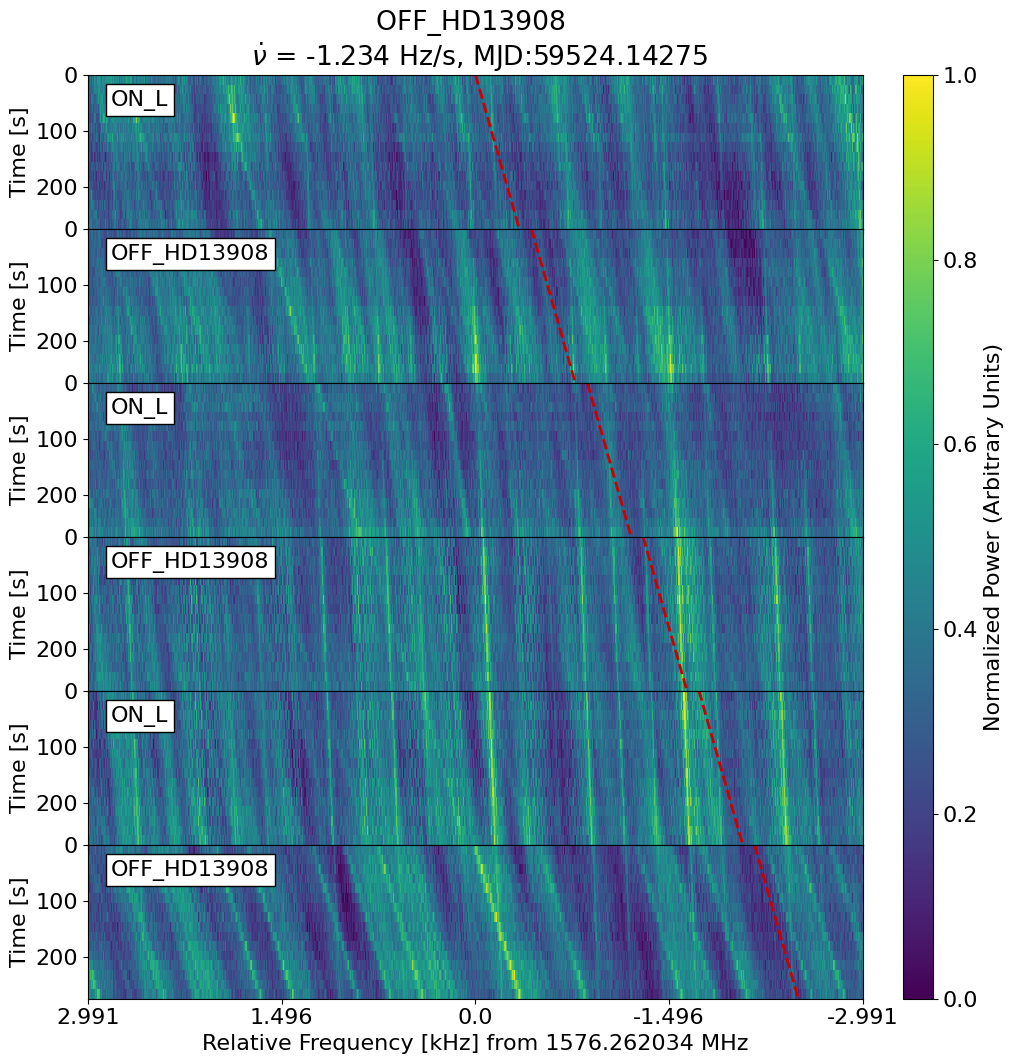 OFF_HD13908
ν̇ = -1.234 Hz/s, MJD:59524.14275
0
100
200
0
100
200
0
100
200
0
100
200
0
100
200
0
100
200
Time [s]
Time [s]
Time [s]
Time [s]
Time [s]
Time [s]
ON_L
OFF_HD13908
ON_L
OFF_HD13908
ON_L
OFF_HD13908
2.991 1.496 0.0 -1.496 -2.991
Relative Frequency [kHz] from 1576.262034 MHz
1.0
0.8
0.6
0.4
0.2
0.0
Normalized Power (Arbitrary Units)